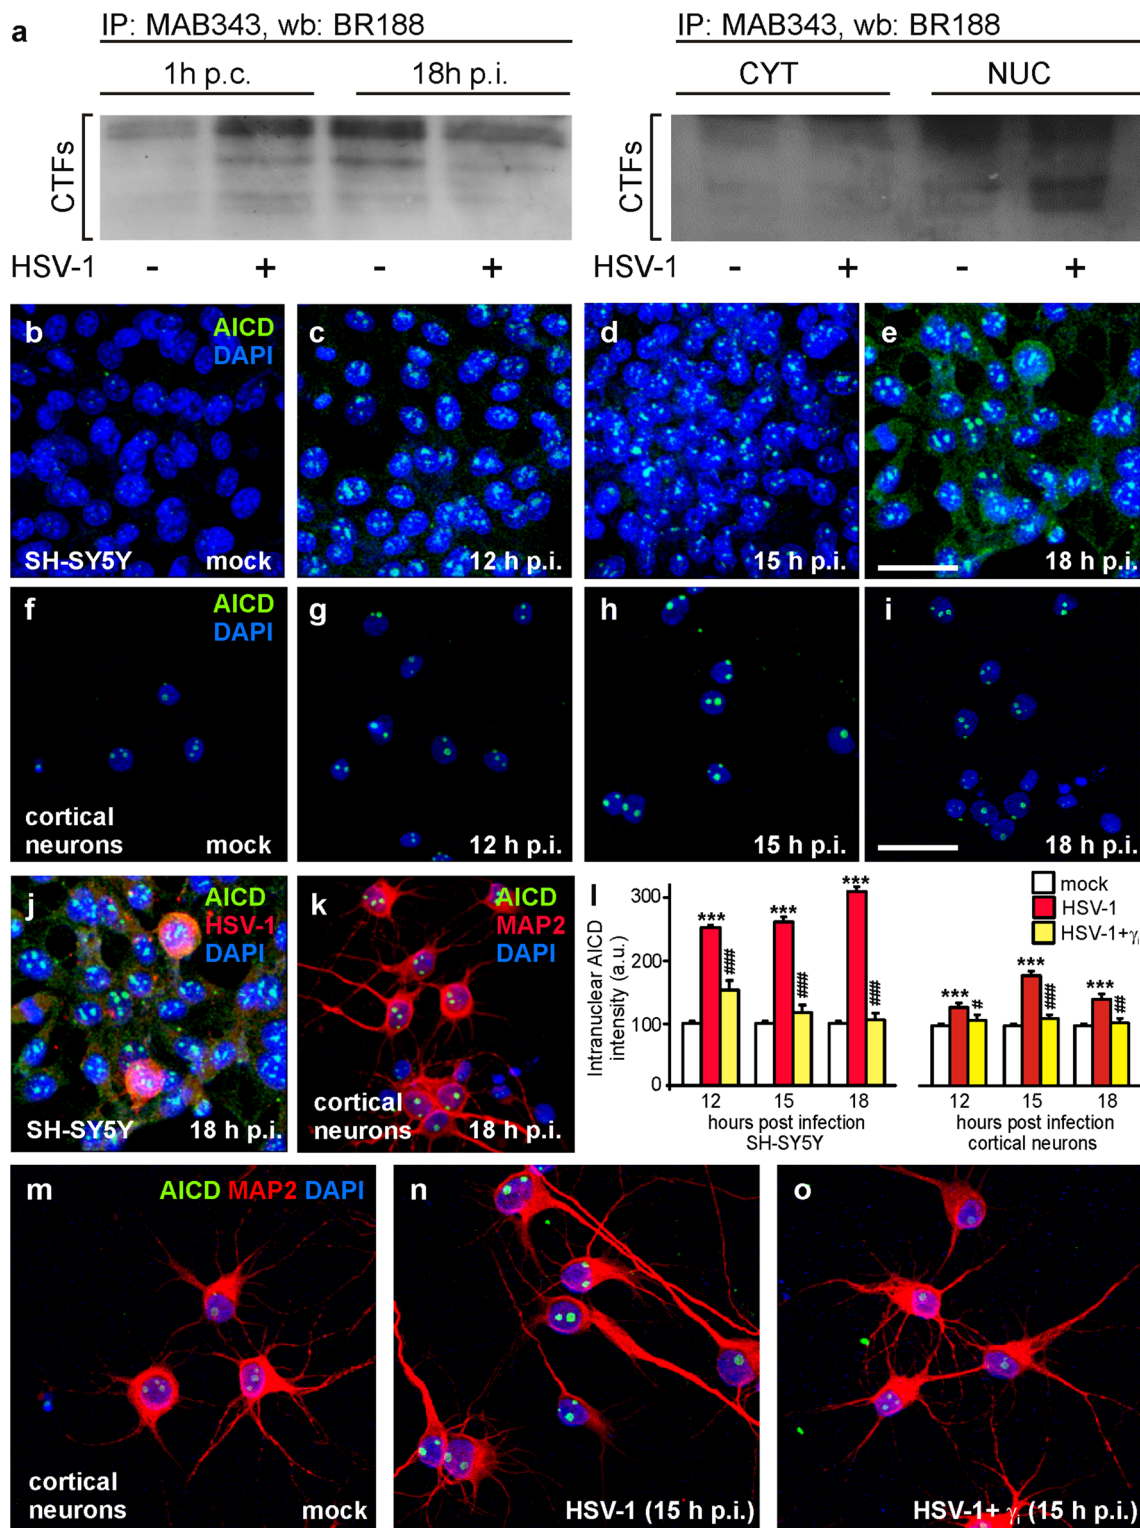 a
IP: MAB343, wb: BR188
1h p.c. 18h p.i.
CTFs
HSV-1 - + - +
IP: MAB343, wb: BR188
CYT NUC
CTFs
HSV-1 - + - +
b AICD
DAPI
SH-SY5Y mock
c
12 h p.i.
d
15 h p.i.
e
18 h p.i.
f AICD
DAPI
cortical
neurons mock
g
12 h p.i.
h
15 h p.i.
i
18 h p.i.
j AICD
HSV-1
DAPI
SH-SY5Y 18 h p.i.
k AICD
MAP2
DAPI
cortical
neurons 18 h p.i.
l
mock
HSV-1
HSV-1+γi
Intranuclear AICD
intensity (a.u.)
300
200
100
0
*** ### *** ### *** ###
*** # *** ### *** ##
12 15 18
hours post infection
SH-SY5Y
12 15 18
hours post infection
cortical neurons
m AICD MAP2 DAPI
cortical
neurons mock
n
HSV-1 (15 h p.i.)
o
HSV-1+ γi (15 h p.i.)